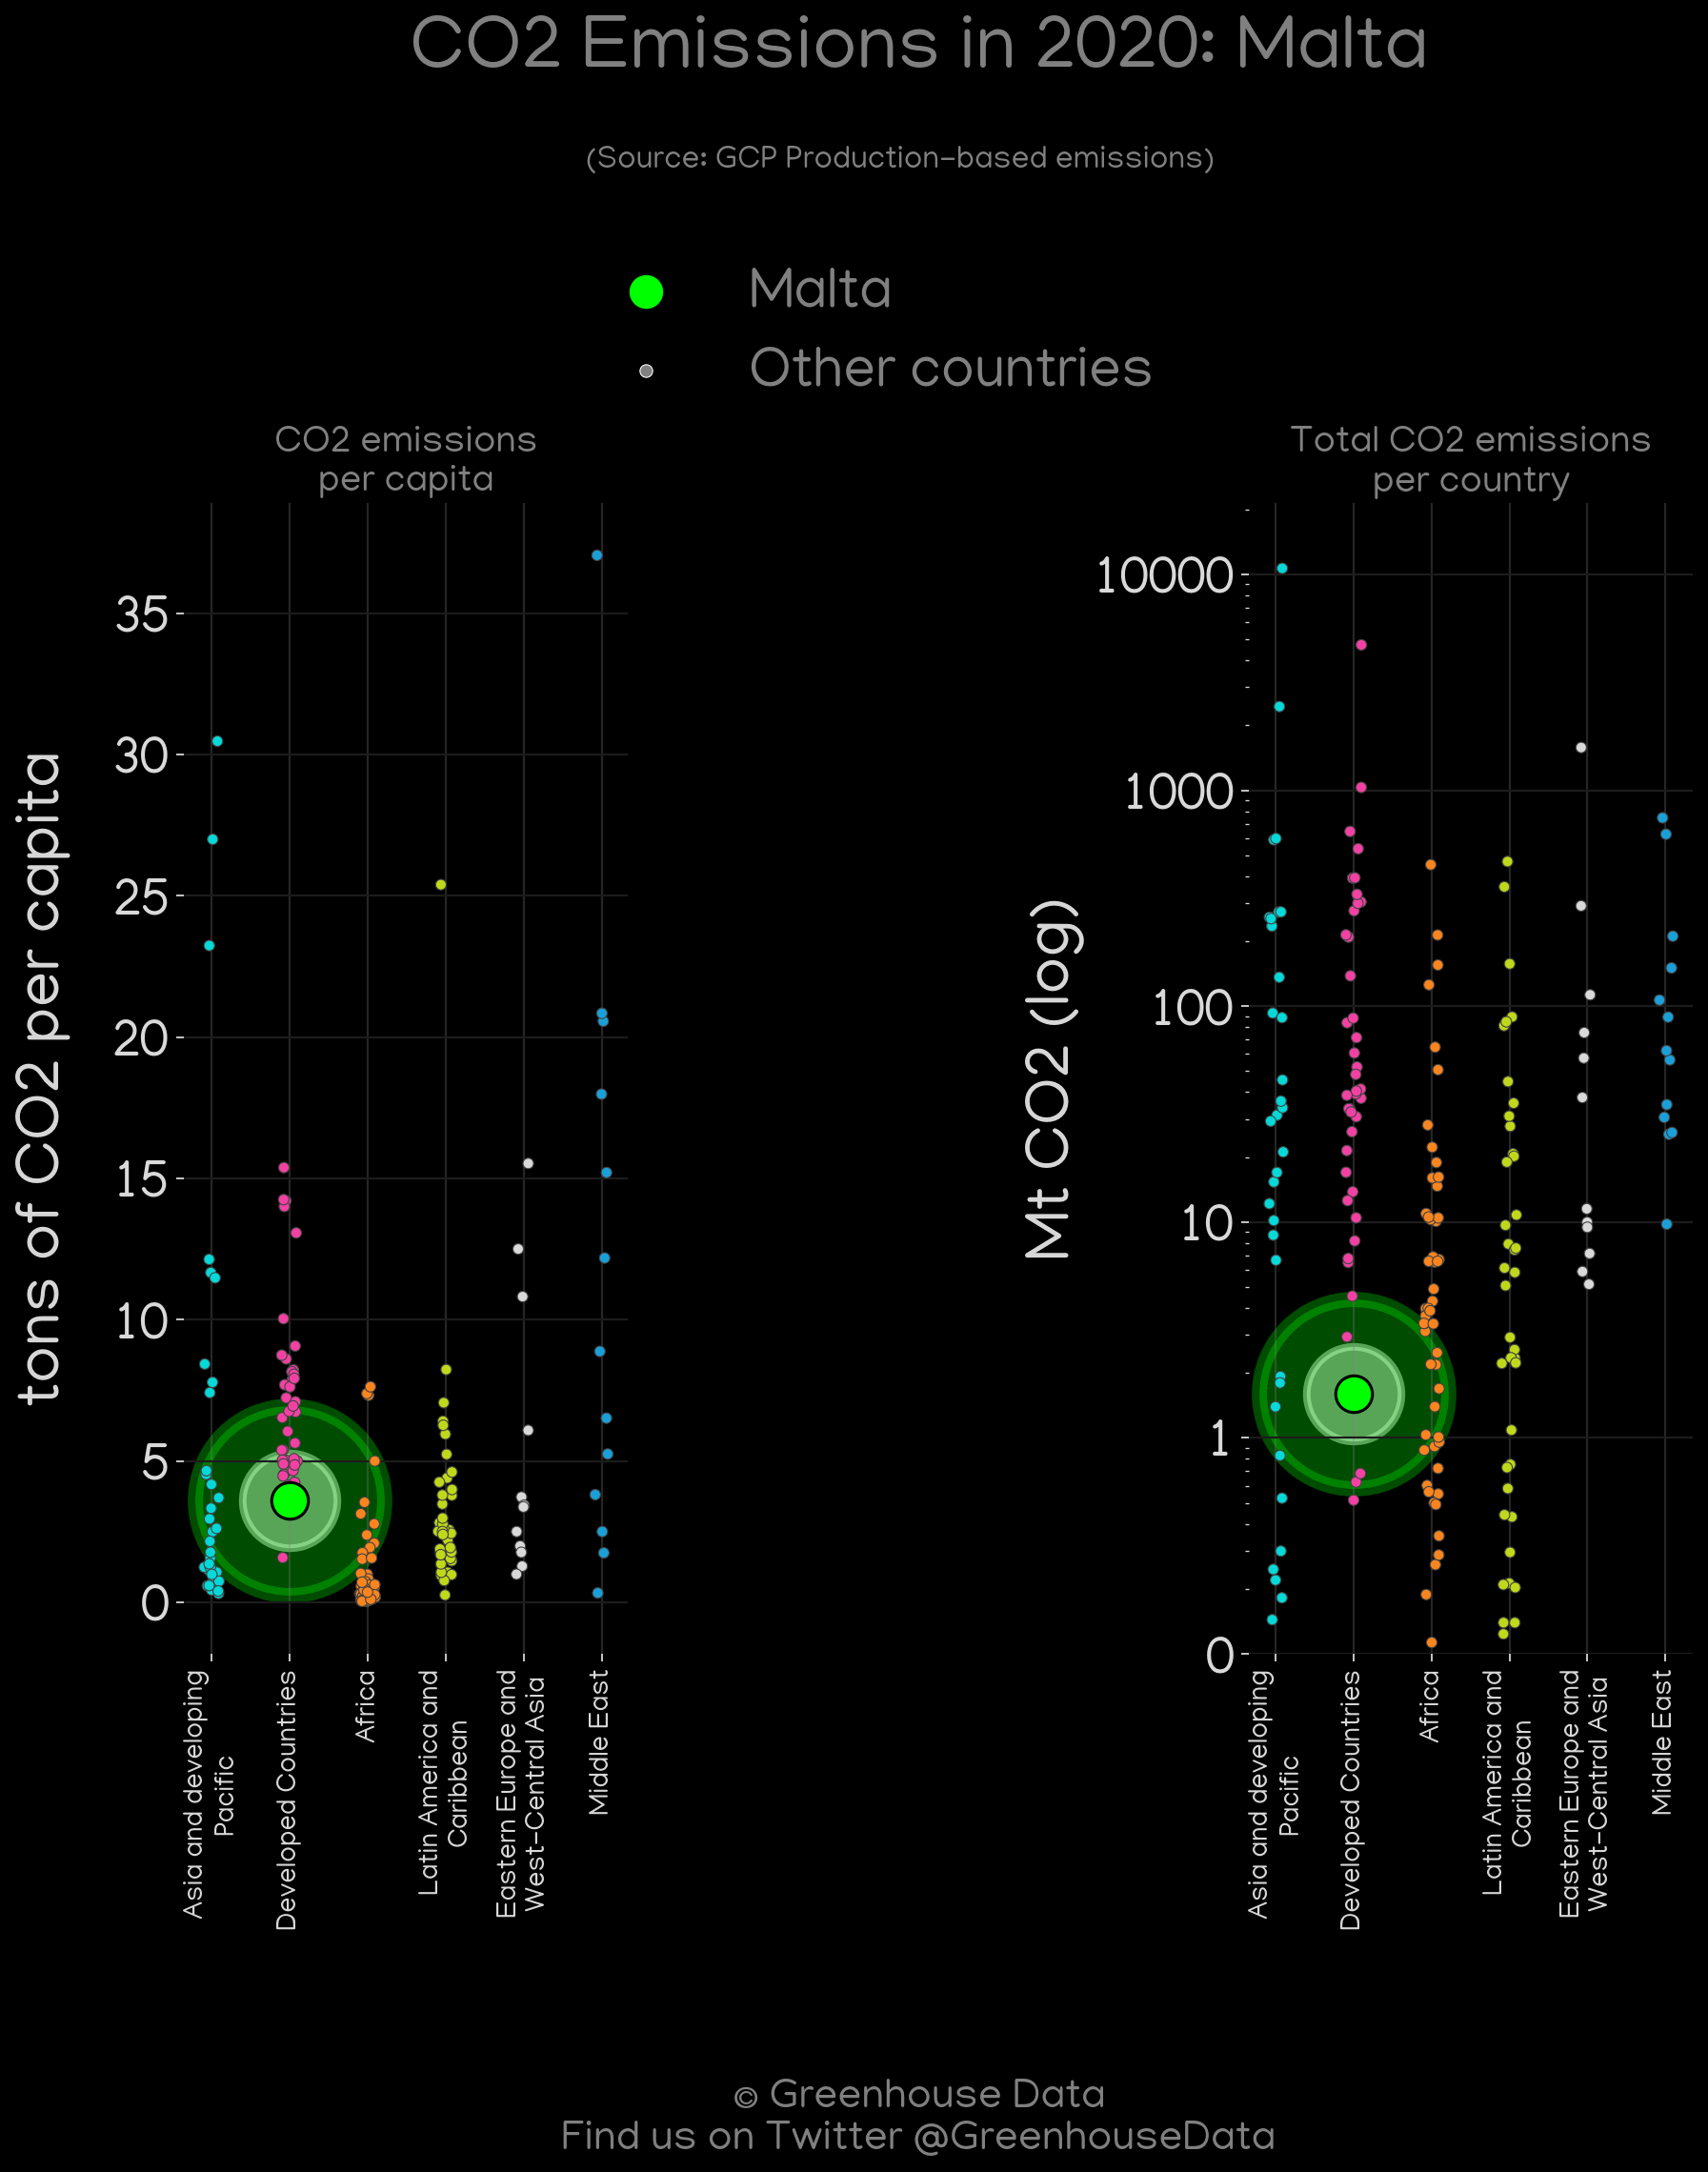 CO2 Emissions in 2020: Malta
(Source: GCP Production-based emissions)
Malta
Other countries
CO2 emissions
per capita
tons of CO2 per capita
35
30
25
20
15
10
5
0
Asia and developing
Pacific
Developed Countries
Africa
Latin America and
Caribbean
Eastern Europe and
West-Central Asia
Middle East
Total CO2 emissions
per country
Mt CO2 (log)
10000
1000
100
10
1
0
Asia and developing
Pacific
Developed Countries
Africa
Latin America and
Caribbean
Eastern Europe and
West-Central Asia
Middle East
© Greenhouse Data
Find us on Twitter @GreenhouseData